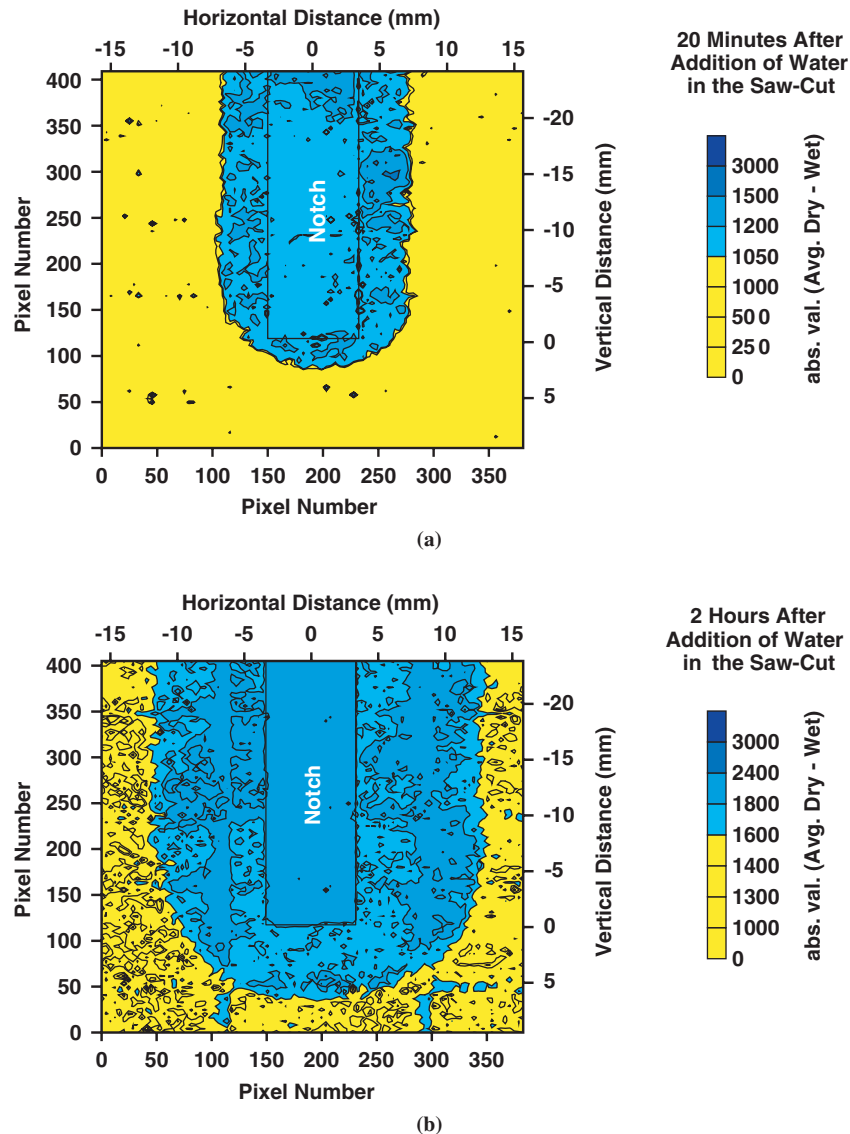 Horizontal Distance (mm)
-15 -10 -5 0 5 10 15
400
350
300
250
200
150
100
50
0
Pixel Number
Notch
-20
-15
-10
-5
0
5
Vertical Distance (mm)
0 50 100 150 200 250 300 350
Pixel Number
20 Minutes After
Addition of Water
in the Saw-Cut
3000
1500
1200
1050
1000
50 0
25 0
0
abs. val. (Avg. Dry - Wet)
(a)
Horizontal Distance (mm)
-15 -10 -5 0 5 10 15
400
350
300
250
200
150
100
50
0
Pixel Number
Notch
-20
-15
-10
-5
0
5
Vertical Distance (mm)
0 50 100 150 200 250 300 350
Pixel Number
2 Hours After
Addition of Water
in the Saw-Cut
3000
2400
1800
1600
1400
1300
1000
0
abs. val. (Avg. Dry - Wet)
(b)